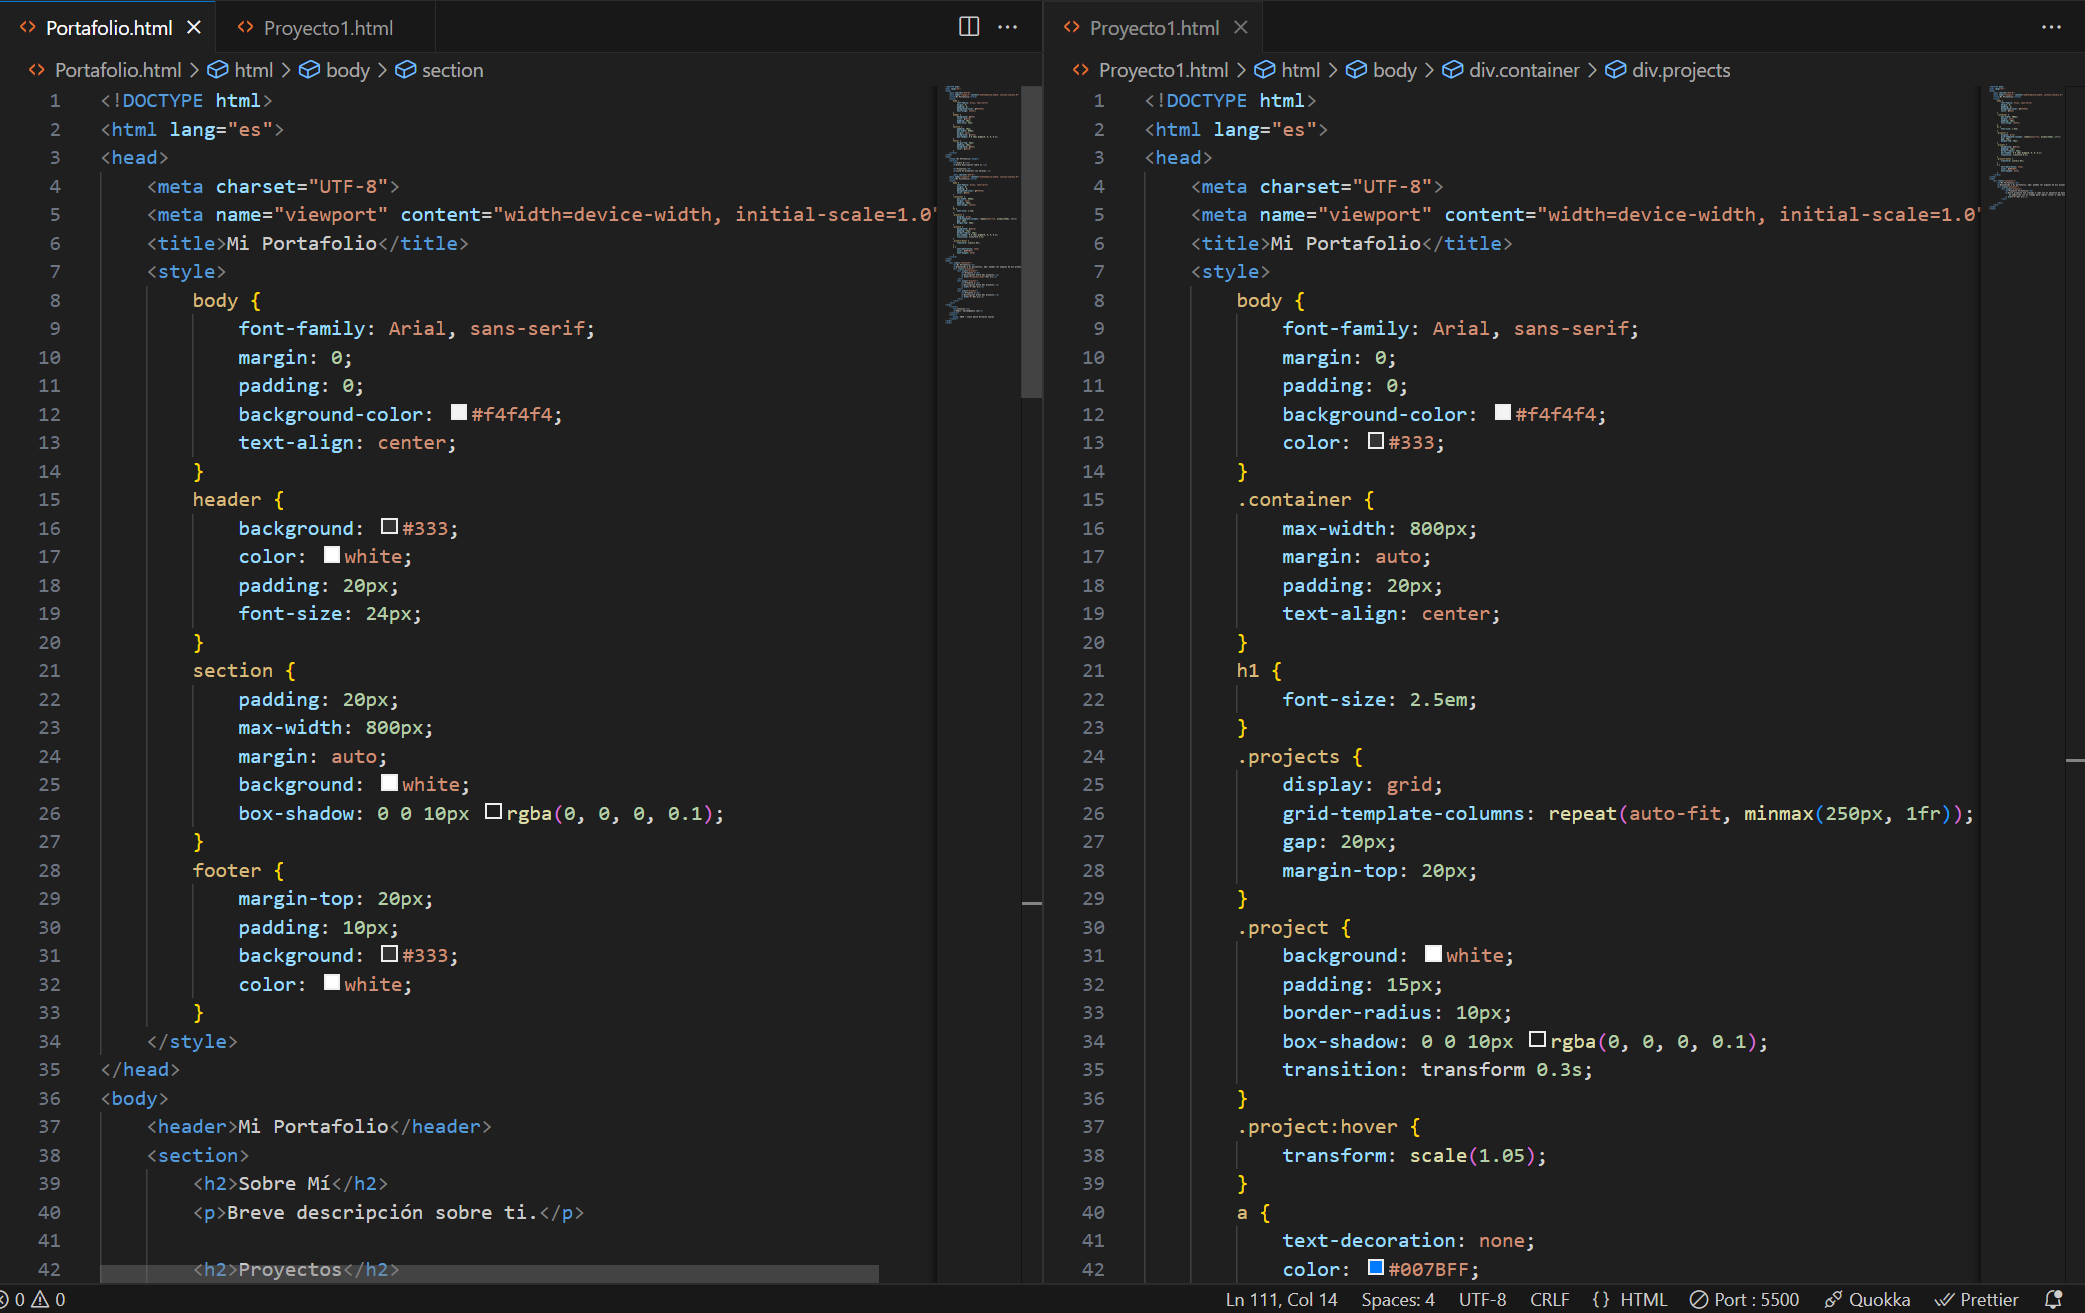 Portafolio.html
Proyecto1.html
Portafolio.html > html > body > section
1 <!DOCTYPE html>
2 <html lang="es">
3 <head>
4 <meta charset="UTF-8">
5 <meta name="viewport" content="width=device-width, initial-scale=1.0"
6 <title>Mi Portafolio</title>
7 <style>
8 body {
9 font-family: Arial, sans-serif;
10 margin: 0;
11 padding: 0;
12 background-color: #f4f4f4;
13 text-align: center;
14 }
15 header {
16 background: #333;
17 color: white;
18 padding: 20px;
19 font-size: 24px;
20 }
21 section {
22 padding: 20px;
23 max-width: 800px;
24 margin: auto;
25 background: white;
26 box-shadow: 0 0 10px rgba(0, 0, 0, 0.1);
27 }
28 footer {
29 margin-top: 20px;
30 padding: 10px;
31 background: #333;
32 color: white;
33 }
34 </style>
35 </head>
36 <body>
37 <header>Mi Portafolio</header>
38 <section>
39 <h2>Sobre Mí</h2>
40 <p>Breve descripción sobre ti.</p>
41
42 <h2>Proyectos</h2>
Proyecto1.html
Proyecto1.html > html > body > div.container > div.projects
1 <!DOCTYPE html>
2 <html lang="es">
3 <head>
4 <meta charset="UTF-8">
5 <meta name="viewport" content="width=device-width, initial-scale=1.0"
6 <title>Mi Portafolio</title>
7 <style>
8 body {
9 font-family: Arial, sans-serif;
10 margin: 0;
11 padding: 0;
12 background-color: #f4f4f4;
13 color: #333;
14 }
15 .container {
16 max-width: 800px;
17 margin: auto;
18 padding: 20px;
19 text-align: center;
20 }
21 h1 {
22 font-size: 2.5em;
23 }
24 .projects {
25 display: grid;
26 grid-template-columns: repeat(auto-fit, minmax(250px, 1fr));
27 gap: 20px;
28 margin-top: 20px;
29 }
30 .project {
31 background: white;
32 padding: 15px;
33 border-radius: 10px;
34 box-shadow: 0 0 10px rgba(0, 0, 0, 0.1);
35 transition: transform 0.3s;
36 }
37 .project:hover {
38 transform: scale(1.05);
39 }
40 a {
41 text-decoration: none;
42 color: #007BFF;
0 0 Ln 111, Col 14 Spaces: 4 UTF-8 CRLF {} HTML Port : 5500 Quokka Prettier